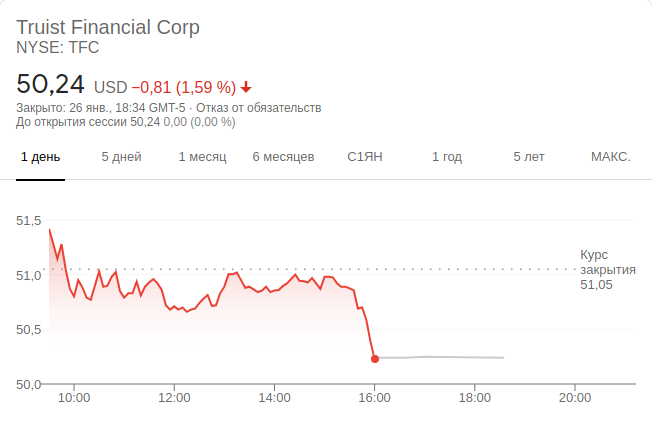 Truist Financial Corp
NYSE: TFC
50,24 USD −0,81 (1,59 %)
Закрыто: 26 янв., 18:34 GMT-5 · Отказ от обязательств
До открытия сессии 50,24 0,00 (0,00 %)
1 день 5 дней 1 месяц 6 месяцев С1ЯН 1 год 5 лет МАКС.
51,5
51,0
50,5
50,0
Курс
закрытия
51,05
10:00 12:00 14:00 16:00 18:00 20:00